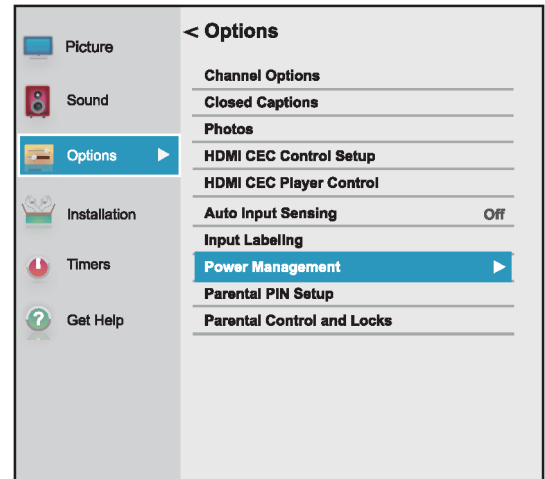 Picture
Sound
Options
Installation
Timers
Get Help
< Options
Channel Options
Closed Captions
Photos
HDMI CEC Control Setup
HDMI CEC Player Control
Auto Input Sensing Off
Input Labeling
Power Management
Parental PIN Setup
Parental Control and Locks